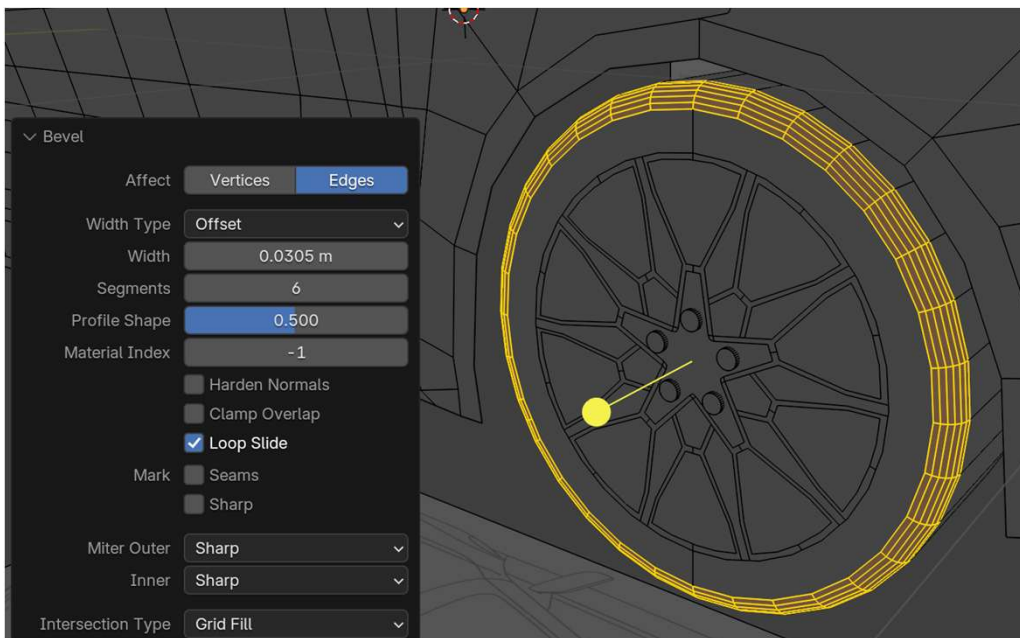 Bevel
Affect Vertices Edges
Width Type Offset
Width 0.0305 m
Segments 6
Profile Shape 0.500
Material Index -1
Harden Normals
Clamp Overlap
Loop Slide
Mark Seams
Sharp
Miter Outer Sharp
Inner Sharp
Intersection Type Grid Fill